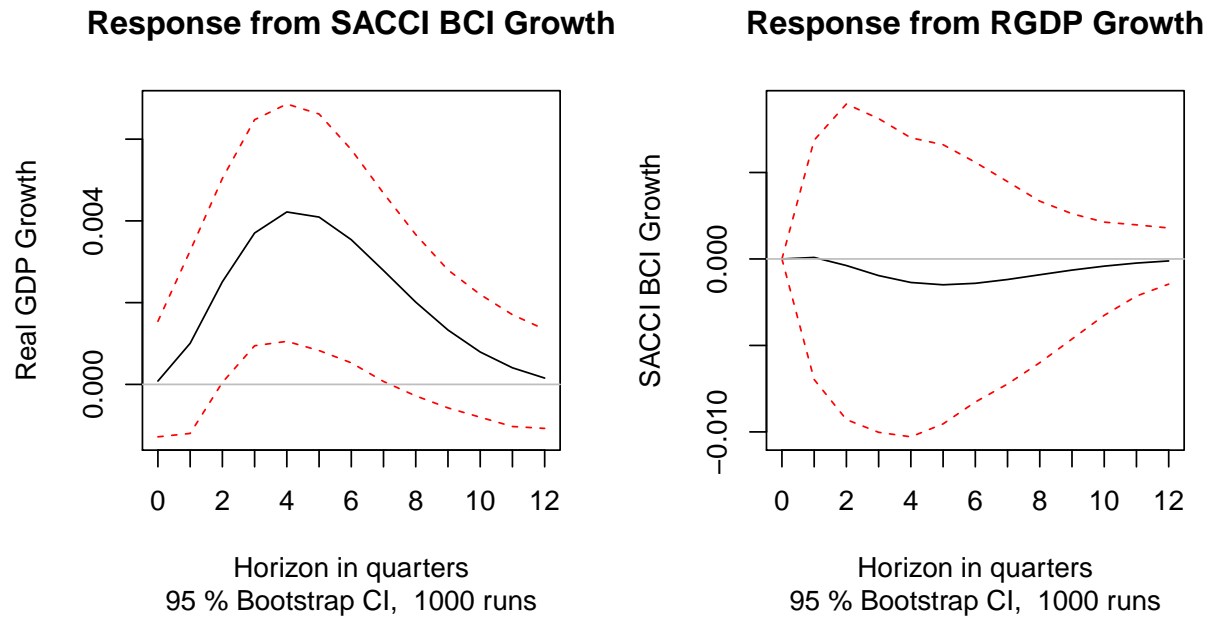 Response from SACCI BCI Growth
Real GDP Growth
0.004
0.000
0 2 4 6 8 10 12
Horizon in quarters
95 % Bootstrap CI,  1000 runs
Response from RGDP Growth
SACCI BCI Growth
0.000
−0.010
0 2 4 6 8 10 12
Horizon in quarters
95 % Bootstrap CI,  1000 runs